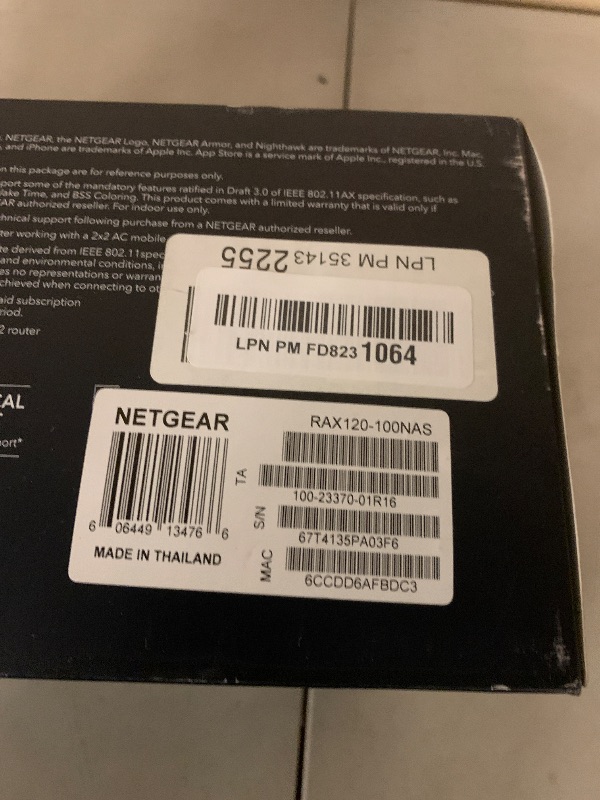 NETGEAR, the NETGEAR Logo, NETGEAR Armor, and Nighthawk are trademarks of NETGEAR, Inc. Mac,
and iPhone are trademarks of Apple Inc. App Store is a service mark of Apple Inc., registered in the U.S.
n this package are for reference purposes only.
port some of the mandatory features ratified in Draft 3.0 of IEEE 802.11AX specification, such as
ake Time, and BSS Coloring. This product comes with a limited warranty that is valid only if
AR authorized reseller. For indoor use only.
hnical support following purchase from a NETGEAR authorized reseller.
ter working with a 2x2 AC mobile
te derived from IEEE 802.11 spec
and environmental conditions, i
es no representations or warran
chieved when connecting to ot
aid subscription
riod.
2 router
AL
ort*
LPN PM 35143 2255
LPN PM FD823 1064
NETGEAR
6 06449 13476 6
MADE IN THAILAND
RAX120-100NAS
TA
100-23370-01R16
S/N
67T4135PA03F6
MAC
6CCDD6AFBDC3